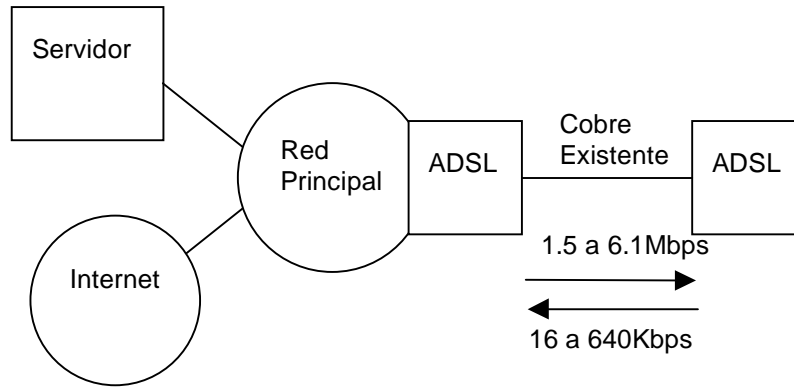 Servidor
Red
Principal
ADSL
Cobre
Existente
ADSL
Internet
1.5 a 6.1Mbps
16 a 640Kbps